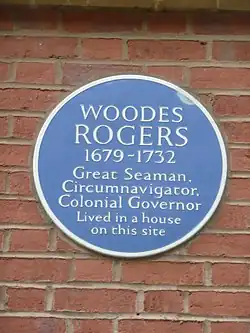 WOODES
ROGERS
1679-1732
Great Seaman.
Circumnavigator.
Colonial Governor
Lived in a house
on this site